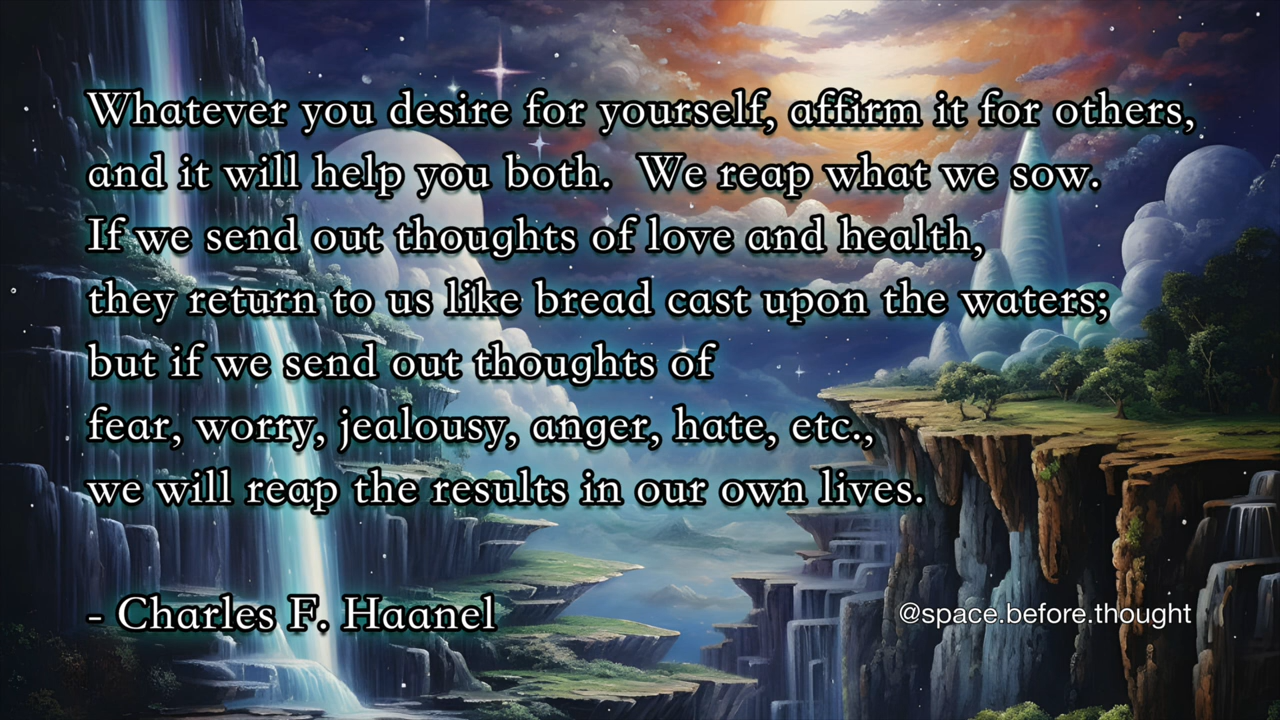 Whatever you desire for yourself, affirm it for others,
and it will help you both.  We reap what we sow.
If we send out thoughts of love and health,
they return to us like bread cast upon the waters;
but if we send out thoughts of
fear, worry, jealousy, anger, hate, etc.,
we will reap the results in our own lives.
- Charles F. Haanel
@space.before.thought